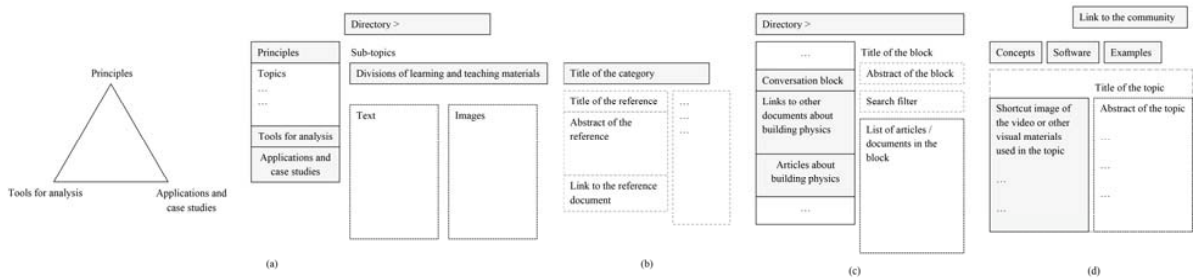 Principles
Tools for analysis
Applications and
case studies
Directory >
Principles
Topics
...
...
Tools for analysis
Applications and
case studies
Sub-topics
Divisions of learning and teaching materials
Text
Images
(a)
Title of the category
Title of the reference
Abstract of the
reference
Link to the reference
document
...
...
...
(b)
Directory >
...
Conversation block
Links to other
documents about
building physics
Articles about
building physics
...
Title of the block
Abstract of the block
Search filter
List of articles /
documents in the
block
(c)
Link to the community
Concepts
Software
Examples
Title of the topic
Shortcut image of
the video or other
visual materials
used in the topic
...
...
Abstract of the topic
...
...
...
(d)